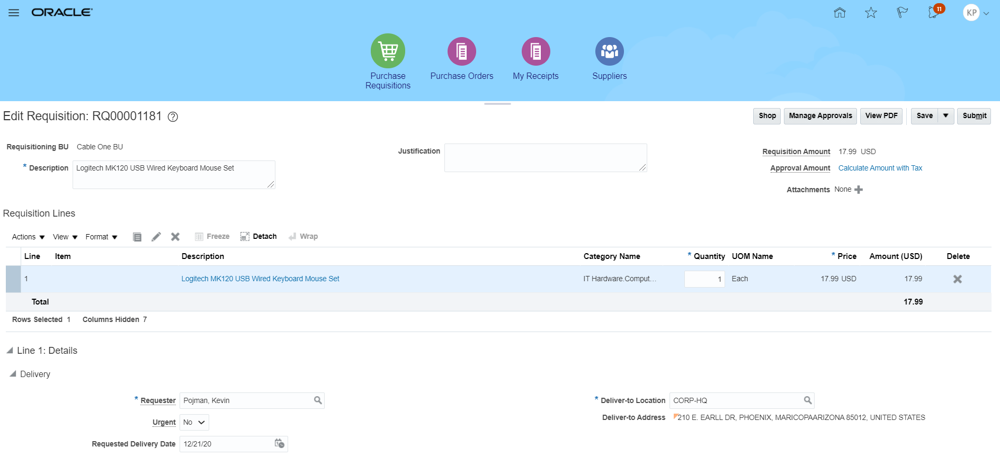 ORACLE
11
KP
Purchase
Requisitions
Purchase Orders
My Receipts
Suppliers
Edit Requisition: RQ00001181 ?
Shop
Manage Approvals
View PDF
Save
Submit
Requisitioning BU Cable One BU
* Description Logitech MK120 USB Wired Keyboard Mouse Set
Justification
Requisition Amount 17.99 USD
Approval Amount Calculate Amount with Tax
Attachments None
Requisition Lines
Actions View Format Freeze Detach Wrap
Line Item Description Category Name * Quantity UOM Name * Price Amount (USD) Delete
1 Logitech MK120 USB Wired Keyboard Mouse Set IT Hardware.Comput... 1 Each 17.99 USD 17.99
Total 17.99
Rows Selected 1 Columns Hidden 7
Line 1: Details
Delivery
* Requester Pojman, Kevin
Urgent No
Requested Delivery Date 12/21/20
* Deliver-to Location CORP-HQ
Deliver-to Address 210 E. EARLL DR, PHOENIX, MARICOPAARIZONA 85012, UNITED STATES